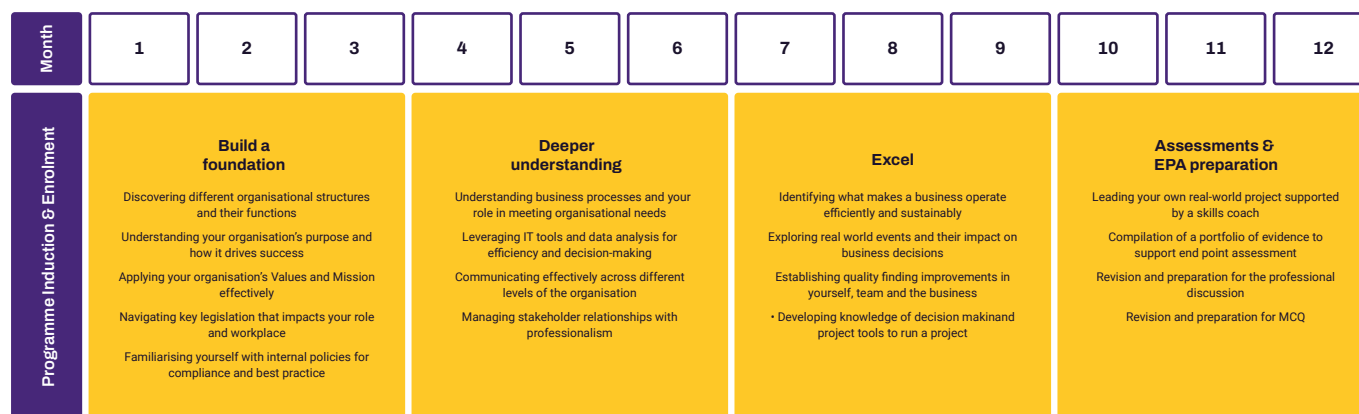 Month
1
2
3
4
5
6
7
8
9
10
11
12
Programme Induction & Enrolment
Build a
foundation
Discovering different organisational structures
and their functions
Understanding your organisation’s purpose and
how it drives success
Applying your organisation’s Values and Mission
effectively
Navigating key legislation that impacts your role
and workplace
Familiarising yourself with internal policies for
compliance and best practice
Deeper
understanding
Understanding business processes and your
role in meeting organisational needs
Leveraging IT tools and data analysis for
efficiency and decision-making
Communicating effectively across different
levels of the organisation
Managing stakeholder relationships with
professionalism
Excel
Identifying what makes a business operate
efficiently and sustainably
Exploring real world events and their impact on
business decisions
Establishing quality finding improvements in
yourself, team and the business
• Developing knowledge of decision makinand
project tools to run a project
Assessments &
EPA preparation
Leading your own real-world project supported
by a skills coach
Compilation of a portfolio of evidence to
support end point assessment
Revision and preparation for the professional
discussion
Revision and preparation for MCQ